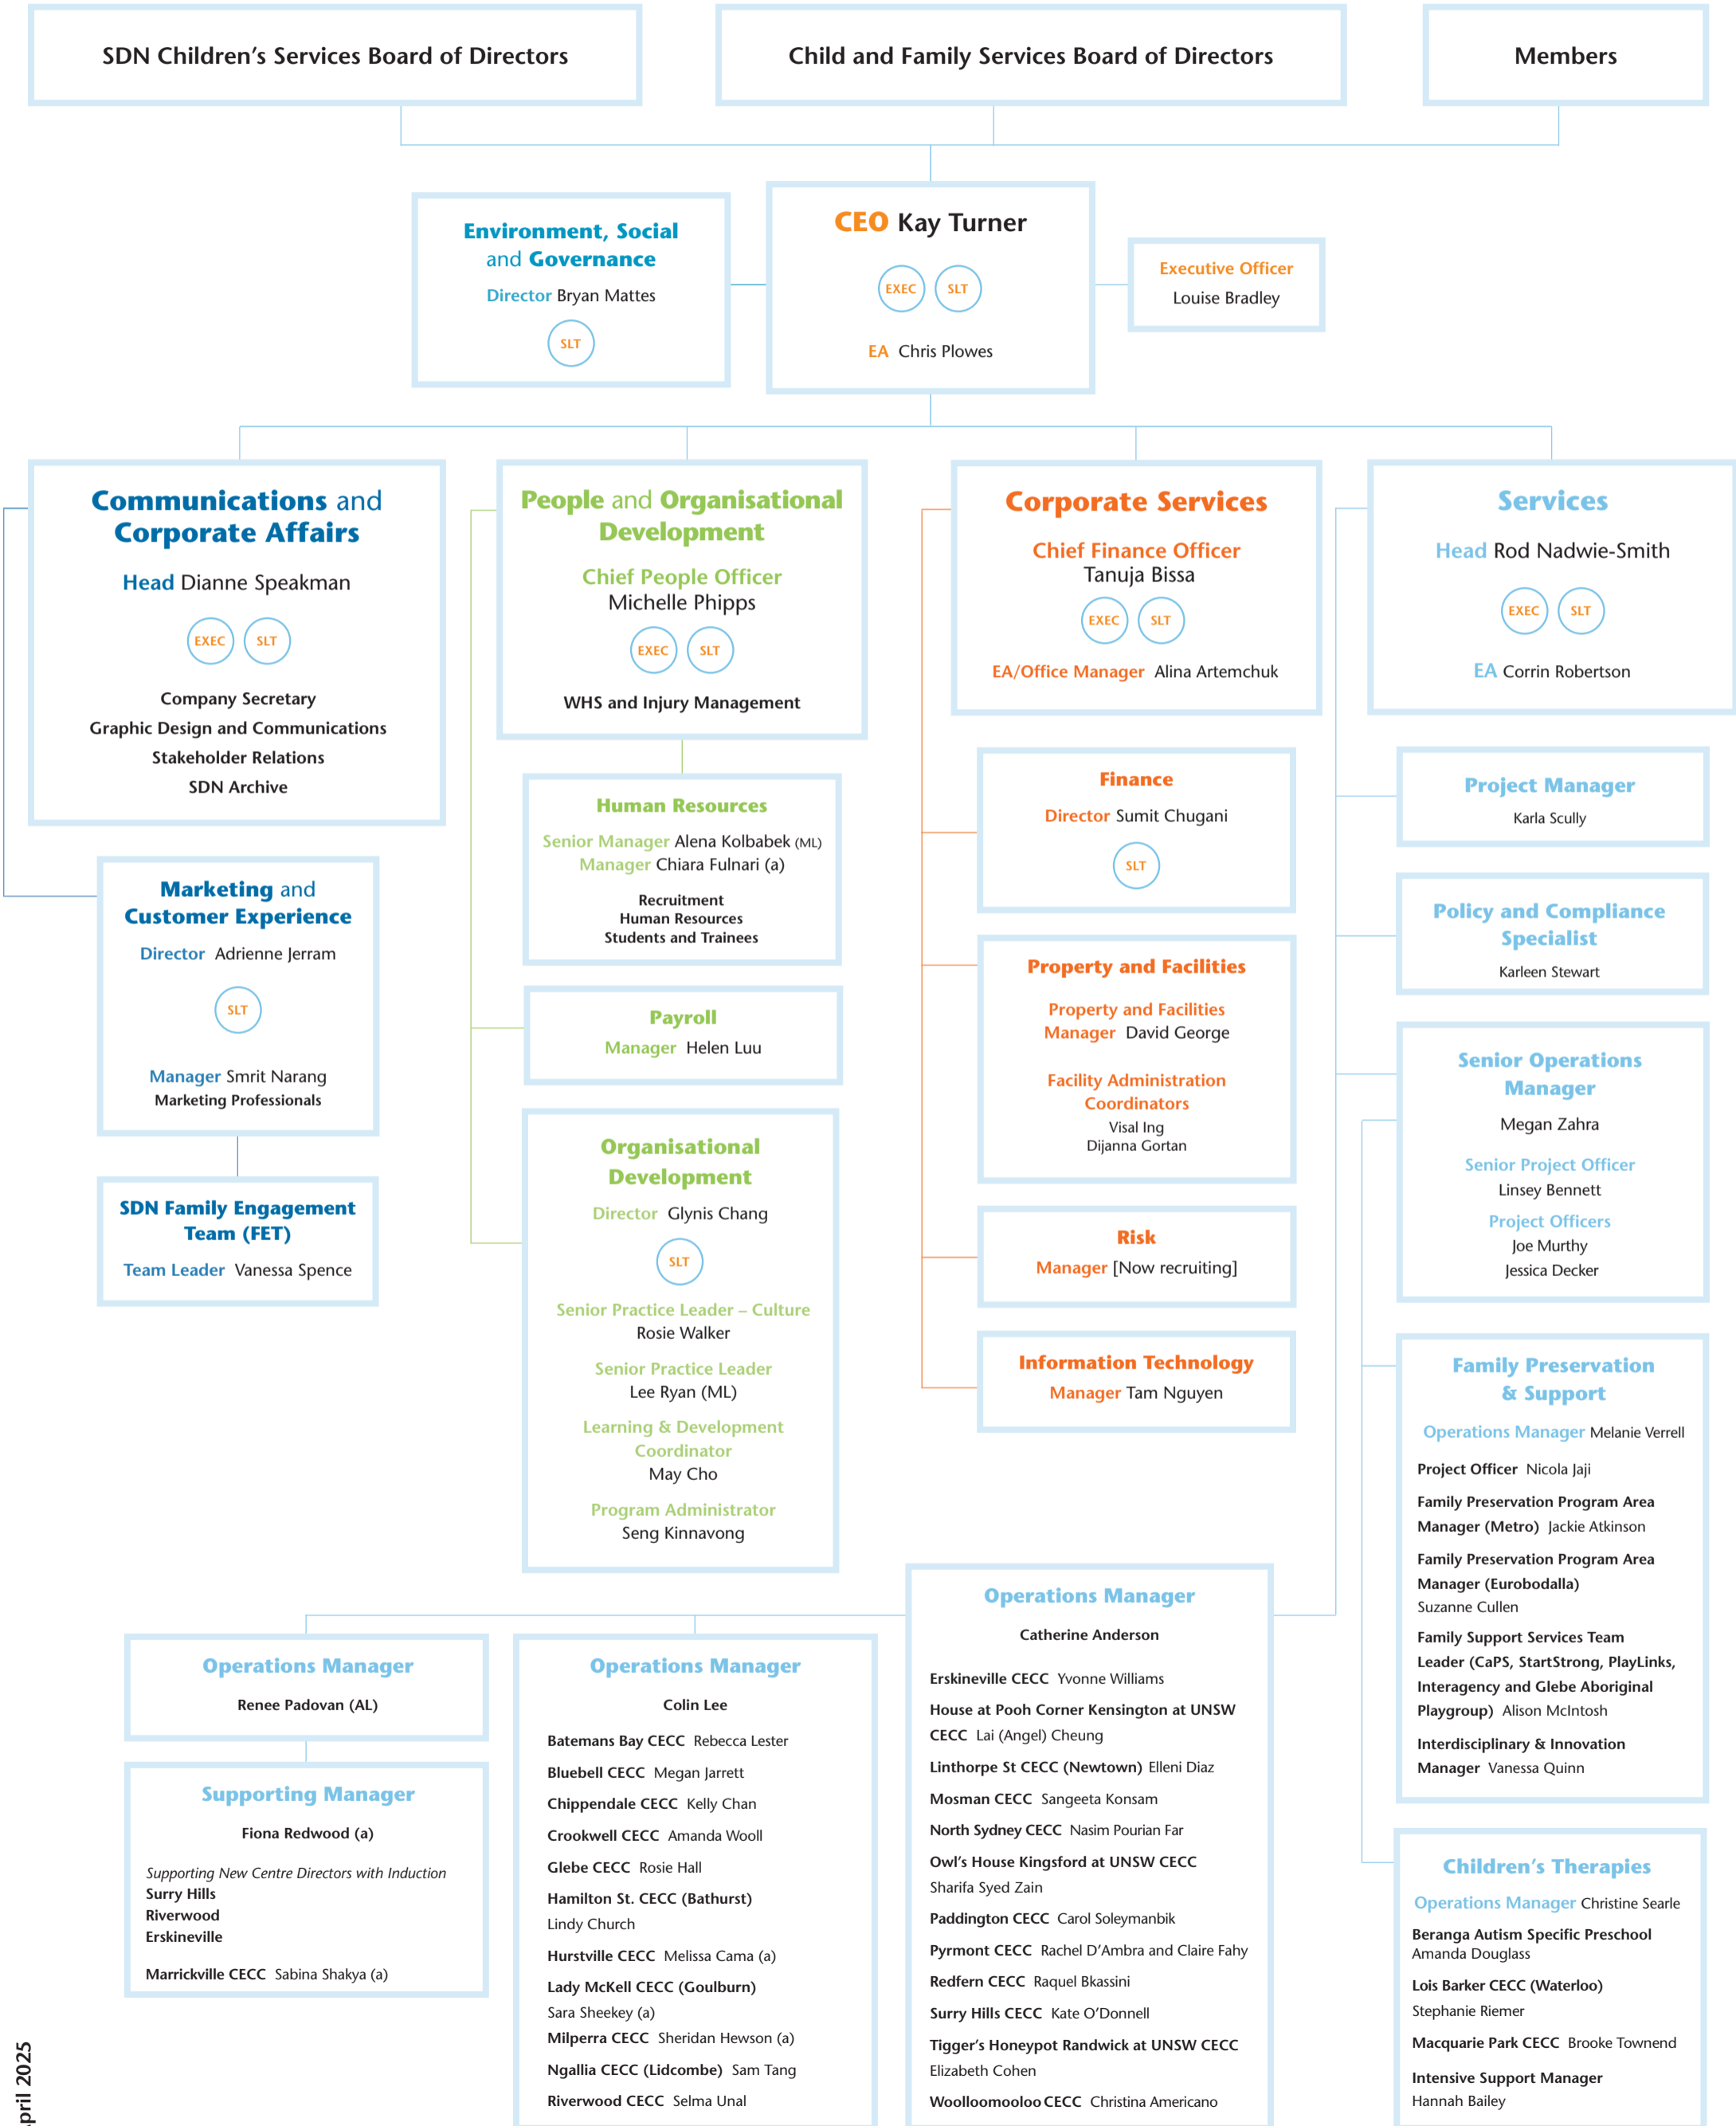 SDN Children’s Services Board of Directors
Child and Family Services Board of Directors
Members
CEO Kay Turner
EXEC
SLT
EA Chris Plowes
Environment, Social
and Governance
Director Bryan Mattes
SLT
Executive Officer
Louise Bradley
Communications and
Corporate Affairs
Head Dianne Speakman
EXEC
SLT
Company Secretary
Graphic Design and Communications
Stakeholder Relations
SDN Archive
Marketing and
Customer Experience
Director Adrienne Jerram
SLT
Manager Smrit Narang
Marketing Professionals
SDN Family Engagement
Team (FET)
Team Leader Vanessa Spence
People and Organisational
Development
Chief People Officer
Michelle Phipps
EXEC
SLT
WHS and Injury Management
Human Resources
Senior Manager Alena Kolbabek (ML)
Manager Chiara Fulnari (a)
Recruitment
Human Resources
Students and Trainees
Payroll
Manager Helen Luu
Organisational
Development
Director Glynis Chang
SLT
Senior Practice Leader – Culture
Rosie Walker
Senior Practice Leader
Lee Ryan (ML)
Learning & Development
Coordinator
May Cho
Program Administrator
Seng Kinnavong
Corporate Services
Chief Finance Officer
Tanuja Bissa
EXEC
SLT
EA/Office Manager Alina Artemchuk
Finance
Director Sumit Chugani
SLT
Property and Facilities
Property and Facilities
Manager David George
Facility Administration
Coordinators
Visal Ing
Dijanna Gortan
Risk
Manager [Now recruiting]
Information Technology
Manager Tam Nguyen
Services
Head Rod Nadwie-Smith
EXEC
SLT
EA Corrin Robertson
Project Manager
Karla Scully
Policy and Compliance
Specialist
Karleen Stewart
Senior Operations
Manager
Megan Zahra
Senior Project Officer
Linsey Bennett
Project Officers
Joe Murthy
Jessica Decker
Family Preservation
& Support
Operations Manager Melanie Verrell
Project Officer Nicola Jaji
Family Preservation Program Area
Manager (Metro) Jackie Atkinson
Family Preservation Program Area
Manager (Eurobodalla)
Suzanne Cullen
Family Support Services Team
Leader (CaPS, StartStrong, PlayLinks,
Interagency and Glebe Aboriginal
Playgroup) Alison McIntosh
Interdisciplinary & Innovation
Manager Vanessa Quinn
Children’s Therapies
Operations Manager Christine Searle
Beranga Autism Specific Preschool
Amanda Douglass
Lois Barker CECC (Waterloo)
Stephanie Riemer
Macquarie Park CECC Brooke Townend
Intensive Support Manager
Hannah Bailey
Operations Manager
Renee Padovan (AL)
Supporting Manager
Fiona Redwood (a)
Supporting New Centre Directors with Induction
Surry Hills
Riverwood
Erskineville
Marrickville CECC Sabina Shakya (a)
Operations Manager
Colin Lee
Batemans Bay CECC Rebecca Lester
Bluebell CECC Megan Jarrett
Chippendale CECC Kelly Chan
Crookwell CECC Amanda Wooll
Glebe CECC Rosie Hall
Hamilton St. CECC (Bathurst)
Lindy Church
Hurstville CECC Melissa Cama (a)
Lady McKell CECC (Goulburn)
Sara Sheekey (a)
Milperra CECC Sheridan Hewson (a)
Ngallia CECC (Lidcombe) Sam Tang
Riverwood CECC Selma Unal
Operations Manager
Catherine Anderson
Erskineville CECC Yvonne Williams
House at Pooh Corner Kensington at UNSW
CECC Lai (Angel) Cheung
Linthorpe St CECC (Newtown) Elleni Diaz
Mosman CECC Sangeeta Konsam
North Sydney CECC Nasim Pourian Far
Owl’s House Kingsford at UNSW CECC
Sharifa Syed Zain
Paddington CECC Carol Soleymanbik
Pyrmont CECC Rachel D’Ambra and Claire Fahy
Redfern CECC Raquel Bkassini
Surry Hills CECC Kate O’Donnell
Tigger’s Honeypot Randwick at UNSW CECC
Elizabeth Cohen
Woolloomooloo CECC Christina Americano
pril 2025